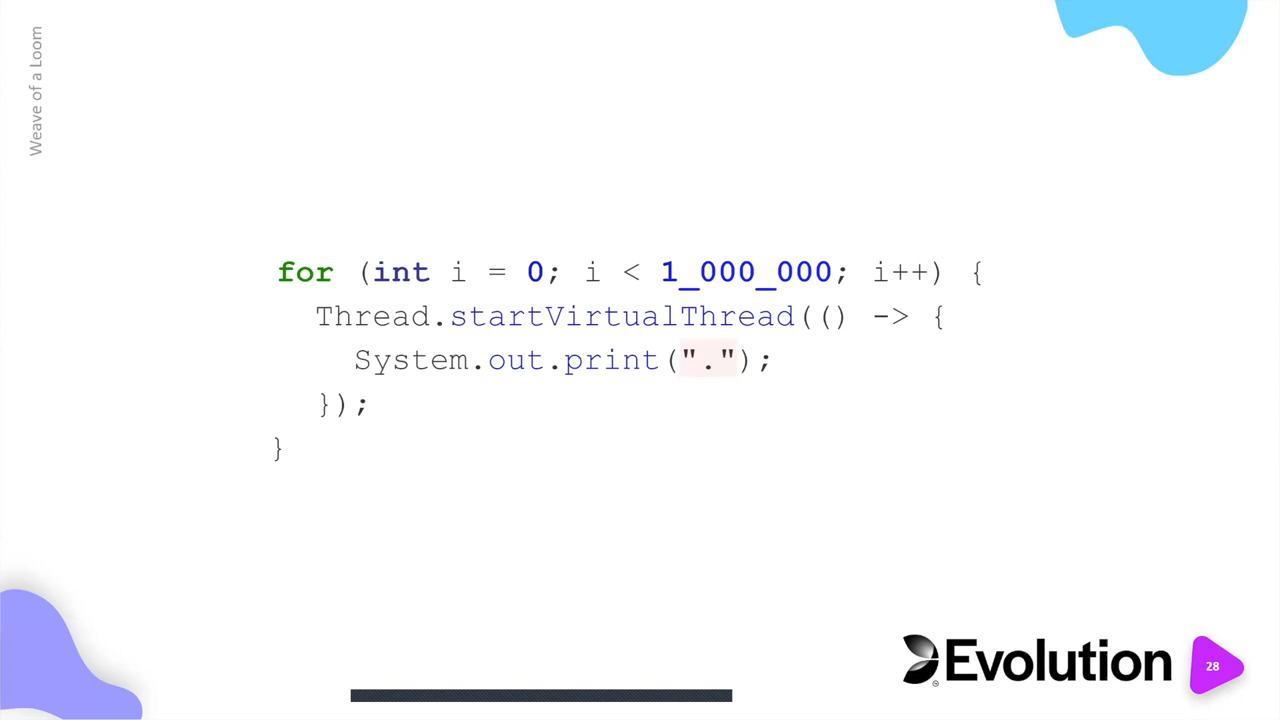 Weave of a Loom
for (int i = 0; i < 1_000_000; i++) {
  Thread.startVirtualThread(() -> {
    System.out.print(".");
  });
}
Evolution
®
28